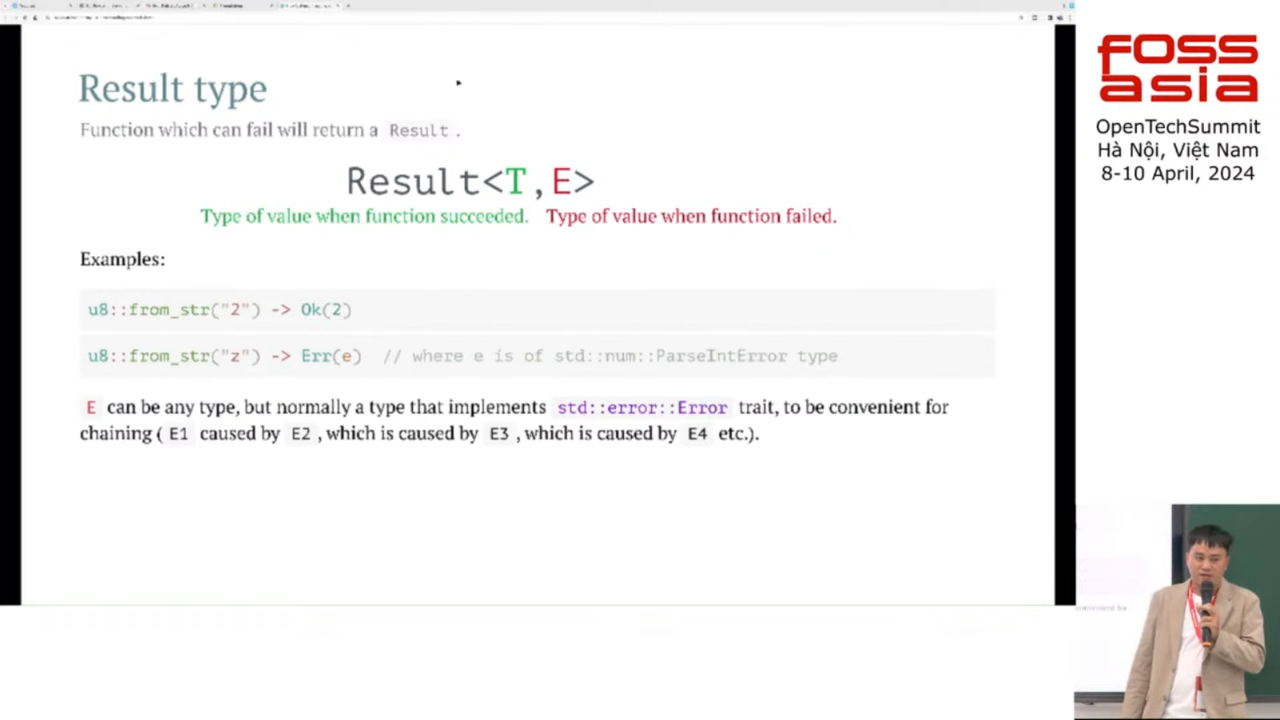 Result type
Function which can fail will return a Result .
Result<T,E>
Type of value when function succeeded. Type of value when function failed.
Examples:
u8::from_str("2") -> Ok(2)
u8::from_str("z") -> Err(e) // where e is of std::num::ParseIntError type
E can be any type, but normally a type that implements std::error::Error trait, to be convenient for
chaining ( E1 caused by E2 , which is caused by E3 , which is caused by E4 etc.).
FOSS
asia
OpenTechSummit
Hà Nội, Việt Nam
8-10 April, 2024